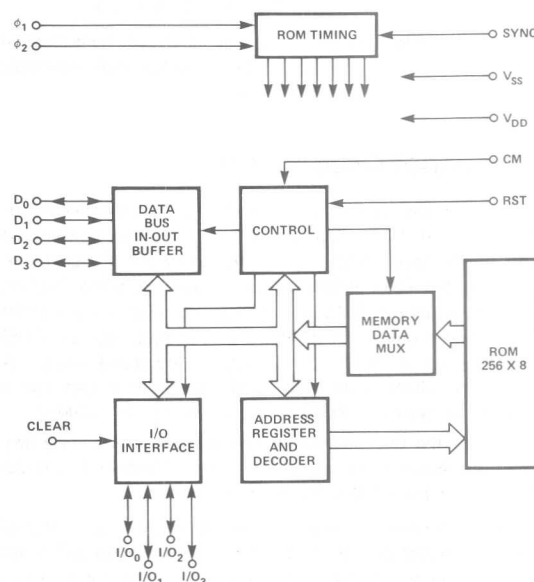 ϕ1
ROM TIMING
SYNC
ϕ2
VSS
VDD
CM
RST
D0
D1
D2
D3
DATA
BUS
IN-OUT
BUFFER
CONTROL
MEMORY
DATA
MUX
ROM
256 X 8
CLEAR
I/O
INTERFACE
ADDRESS
REGISTER
AND
DECODER
I/O0
I/O2
I/O1
I/O3